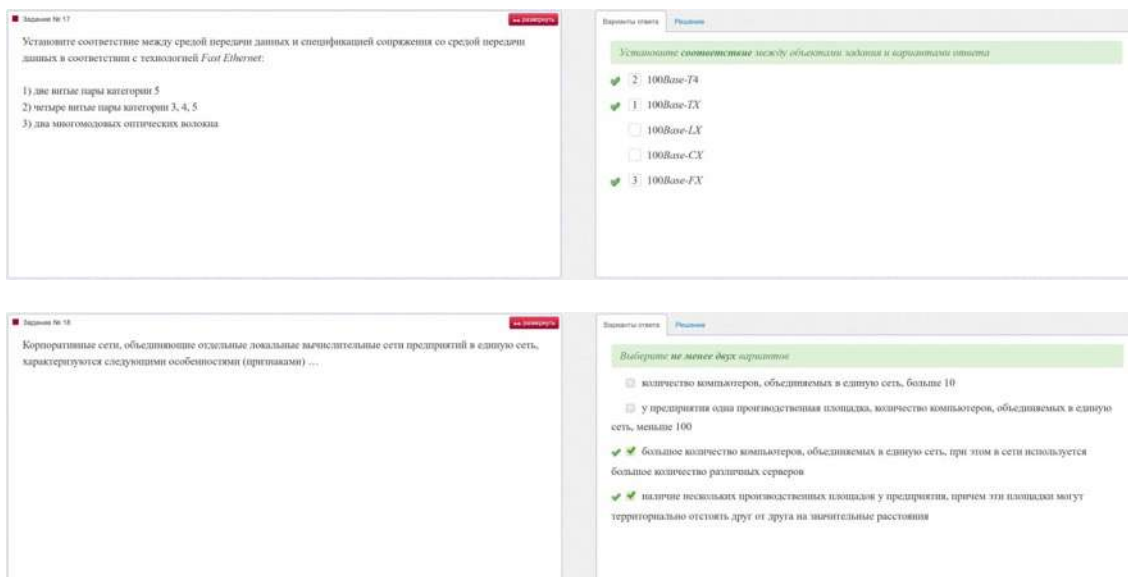 Задание № 17
развернуть
Установите соответствие между средой передачи данных и спецификацией сопряжения со средой передачи
данных в соответствии с технологией Fast Ethernet:
1) две витые пары категории 5
2) четыре витые пары категории 3, 4, 5
3) два многомодовых оптических волокна
Варианты ответа Решение
Установите соответствие между объектами задания и вариантами ответа
2 100Base-T4
1 100Base-TX
100Base-LX
100Base-CX
3 100Base-FX
Задание № 18
развернуть
Корпоративные сети, объединяющие отдельные локальные вычислительные сети предприятий в единую сеть,
характеризуются следующими особенностями (признаками) …
Варианты ответа Решение
Выберите не менее двух вариантов
количество компьютеров, объединяемых в единую сеть, больше 10
у предприятия одна производственная площадка, количество компьютеров, объединяемых в единую
сеть, меньше 100
большое количество компьютеров, объединяемых в единую сеть, при этом в сети используется
большое количество различных серверов
наличие нескольких производственных площадок у предприятия, причем эти площадки могут
территориально отстоять друг от друга на значительные расстояния